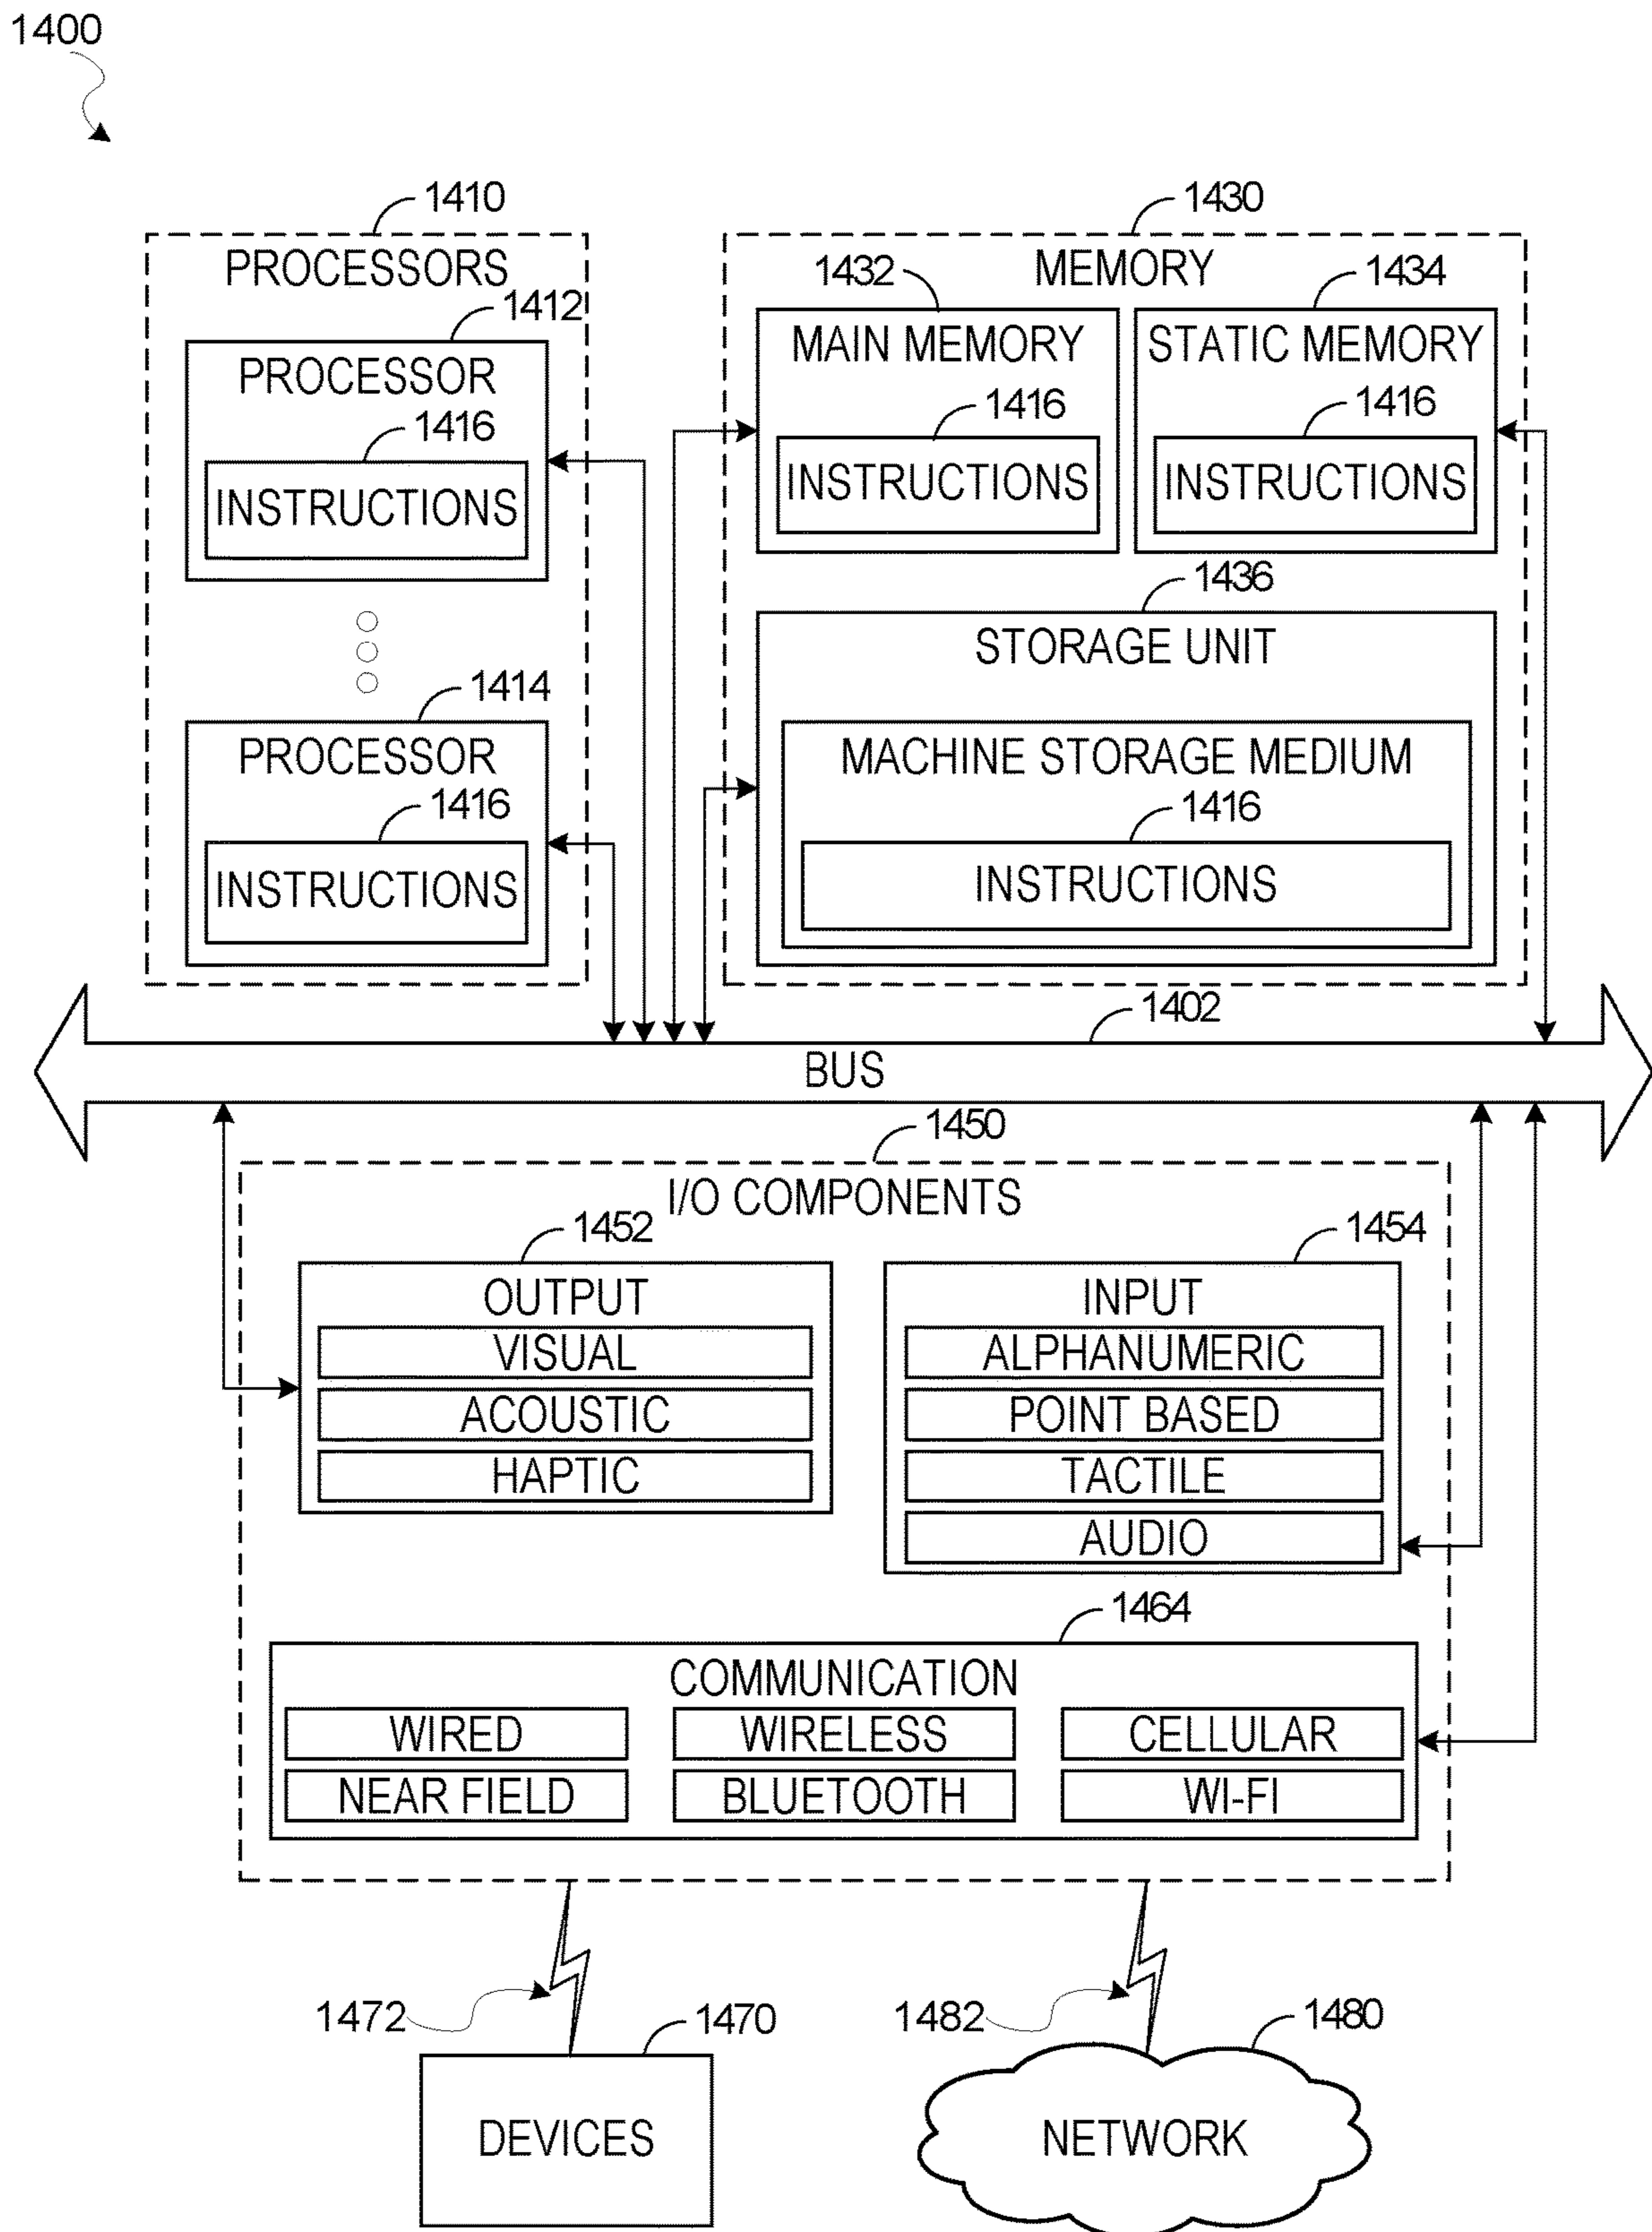 1400
1410
PROCESSORS
1412
PROCESSOR
1416
INSTRUCTIONS
1414
PROCESSOR
1416
INSTRUCTIONS
1430
MEMORY
1432
MAIN MEMORY
1416
INSTRUCTIONS
1434
STATIC MEMORY
1416
INSTRUCTIONS
1436
STORAGE UNIT
MACHINE STORAGE MEDIUM
1416
INSTRUCTIONS
1402
BUS
1450
I/O COMPONENTS
1452
OUTPUT
VISUAL
ACOUSTIC
HAPTIC
1454
INPUT
ALPHANUMERIC
POINT BASED
TACTILE
AUDIO
1464
COMMUNICATION
WIRED
WIRELESS
CELLULAR
NEAR FIELD
BLUETOOTH
WI-FI
1472
1470
DEVICES
1482
1480
NETWORK